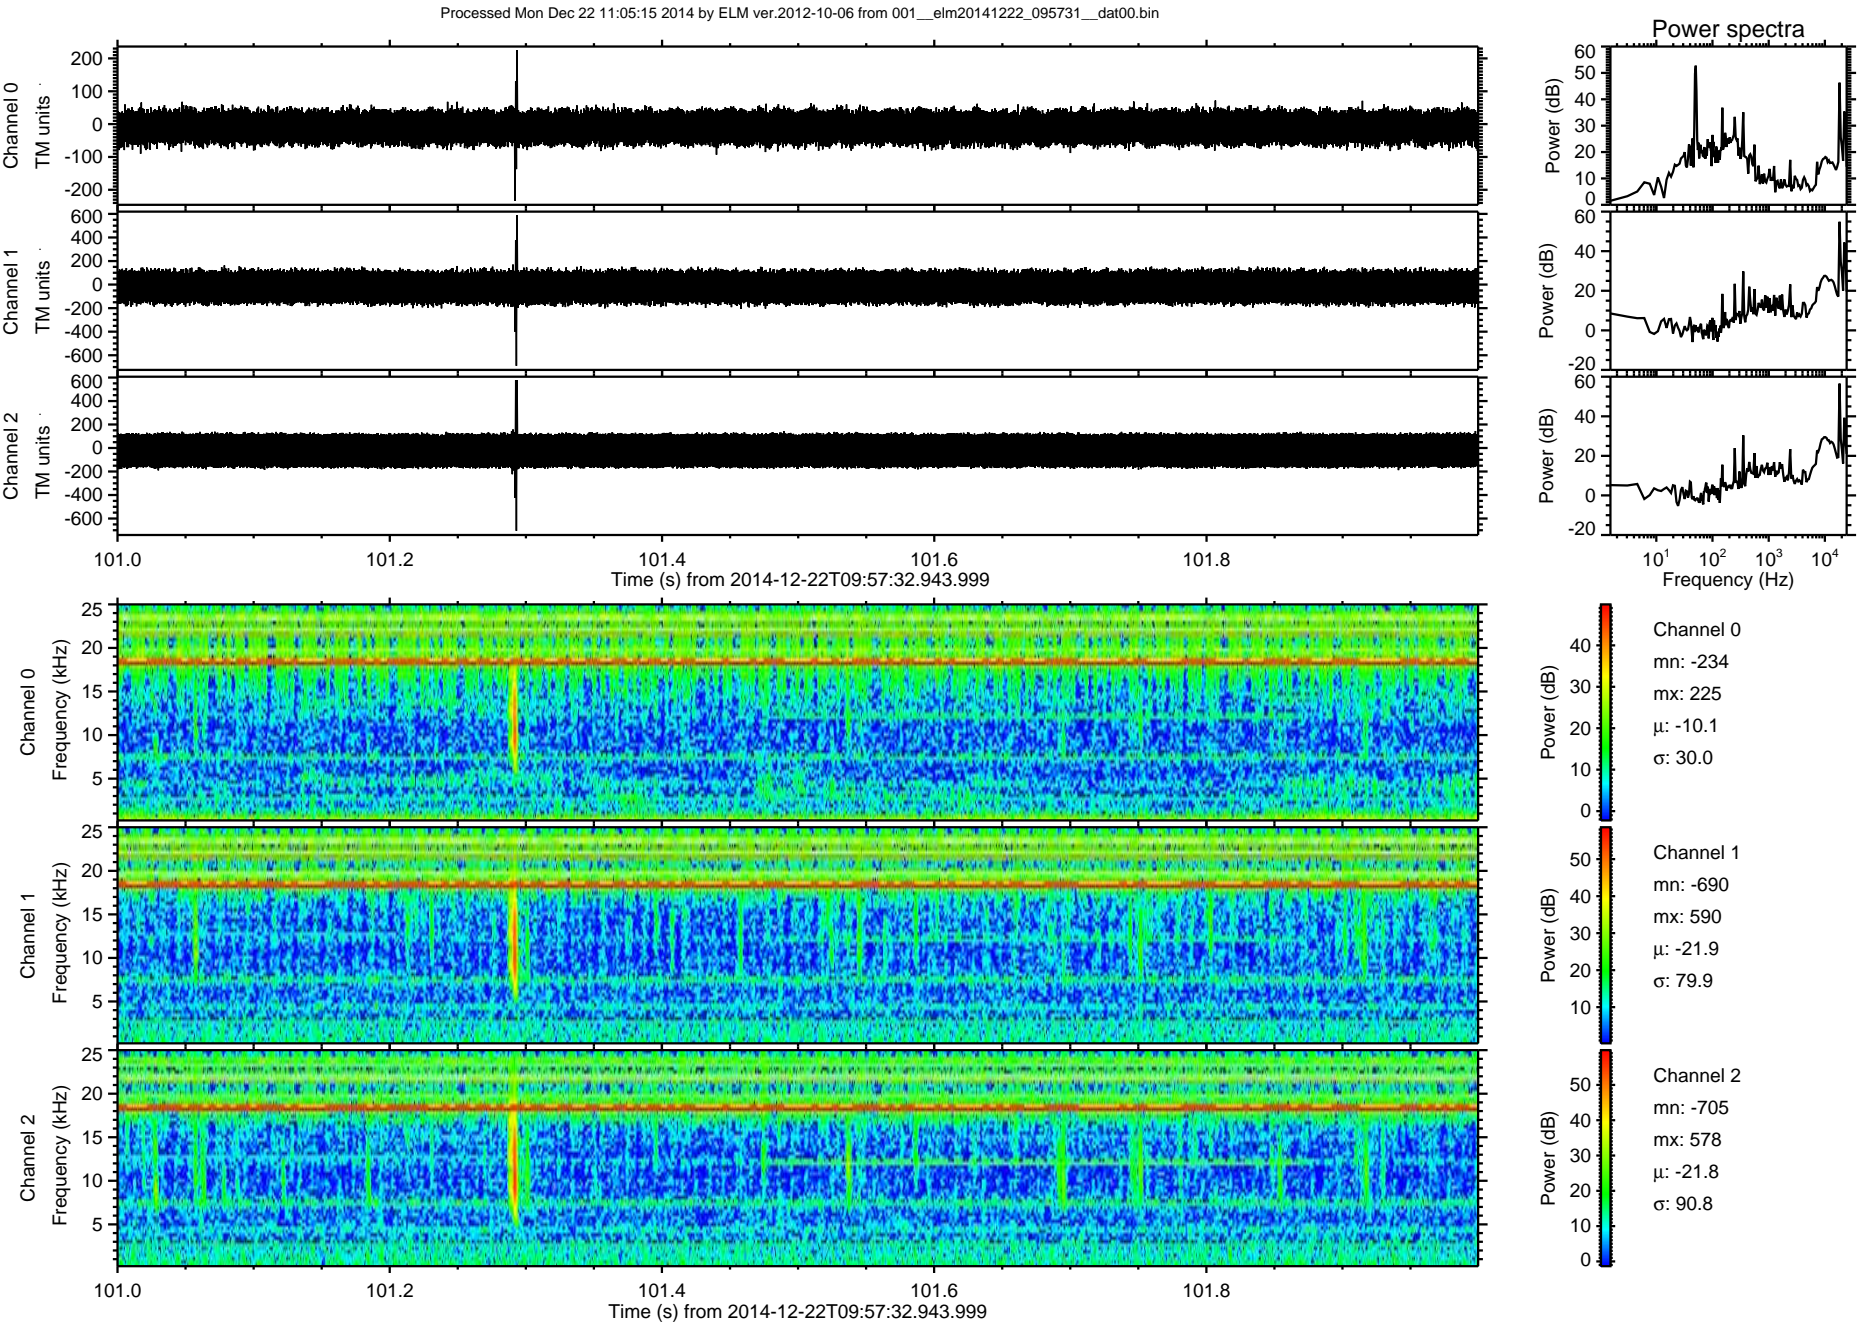 Processed Mon Dec 22 11:05:15 2014 by ELM ver.2012-10-06 from 001__elm20141222_095731__dat00.bin
Power spectra
Channel 0
TM units
200
100
0
-100
-200
Power (dB)
60
50
40
30
20
10
0
Channel 1
TM units
600
400
200
0
-200
-400
-600
Power (dB)
60
40
20
0
-20
Channel 2
TM units
600
400
200
0
-200
-400
-600
Power (dB)
60
40
20
0
-20
101.0 101.2 101.4 101.6 101.8
Time (s) from 2014-12-22T09:57:32.943.999
10¹ 10² 10³ 10⁴
Frequency (Hz)
Channel 0
Frequency (kHz)
25
20
15
10
5
Power (dB)
40
30
20
10
0
Channel 0
mn: -234
mx: 225
µ: -10.1
σ: 30.0
Channel 1
Frequency (kHz)
25
20
15
10
5
Power (dB)
50
40
30
20
10
Channel 1
mn: -690
mx: 590
µ: -21.9
σ: 79.9
Channel 2
Frequency (kHz)
25
20
15
10
5
Power (dB)
50
40
30
20
10
0
Channel 2
mn: -705
mx: 578
µ: -21.8
σ: 90.8
101.0 101.2 101.4 101.6 101.8
Time (s) from 2014-12-22T09:57:32.943.999